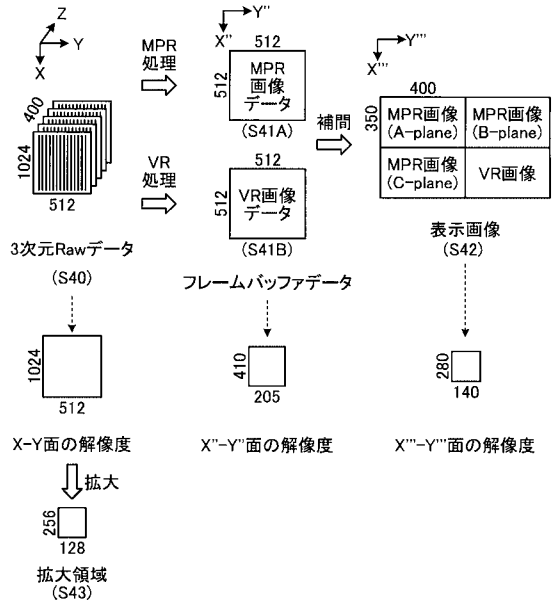 Z
Y
X
400
1024
512
3次元Rawデータ
(S40)
MPR
処理
VR
処理
Y''
X''
512
512
MPR
画像
データ
(S41A)
512
512
VR画像
データ
(S41B)
フレームバッファデータ
補間
Y'''
X'''
400
350
MPR画像
(A-plane)
MPR画像
(B-plane)
MPR画像
(C-plane)
VR画像
表示画像
(S42)
1024
512
X-Y面の解像度
410
205
X''-Y''面の解像度
280
140
X'''-Y'''面の解像度
拡大
256
128
拡大領域
(S43)